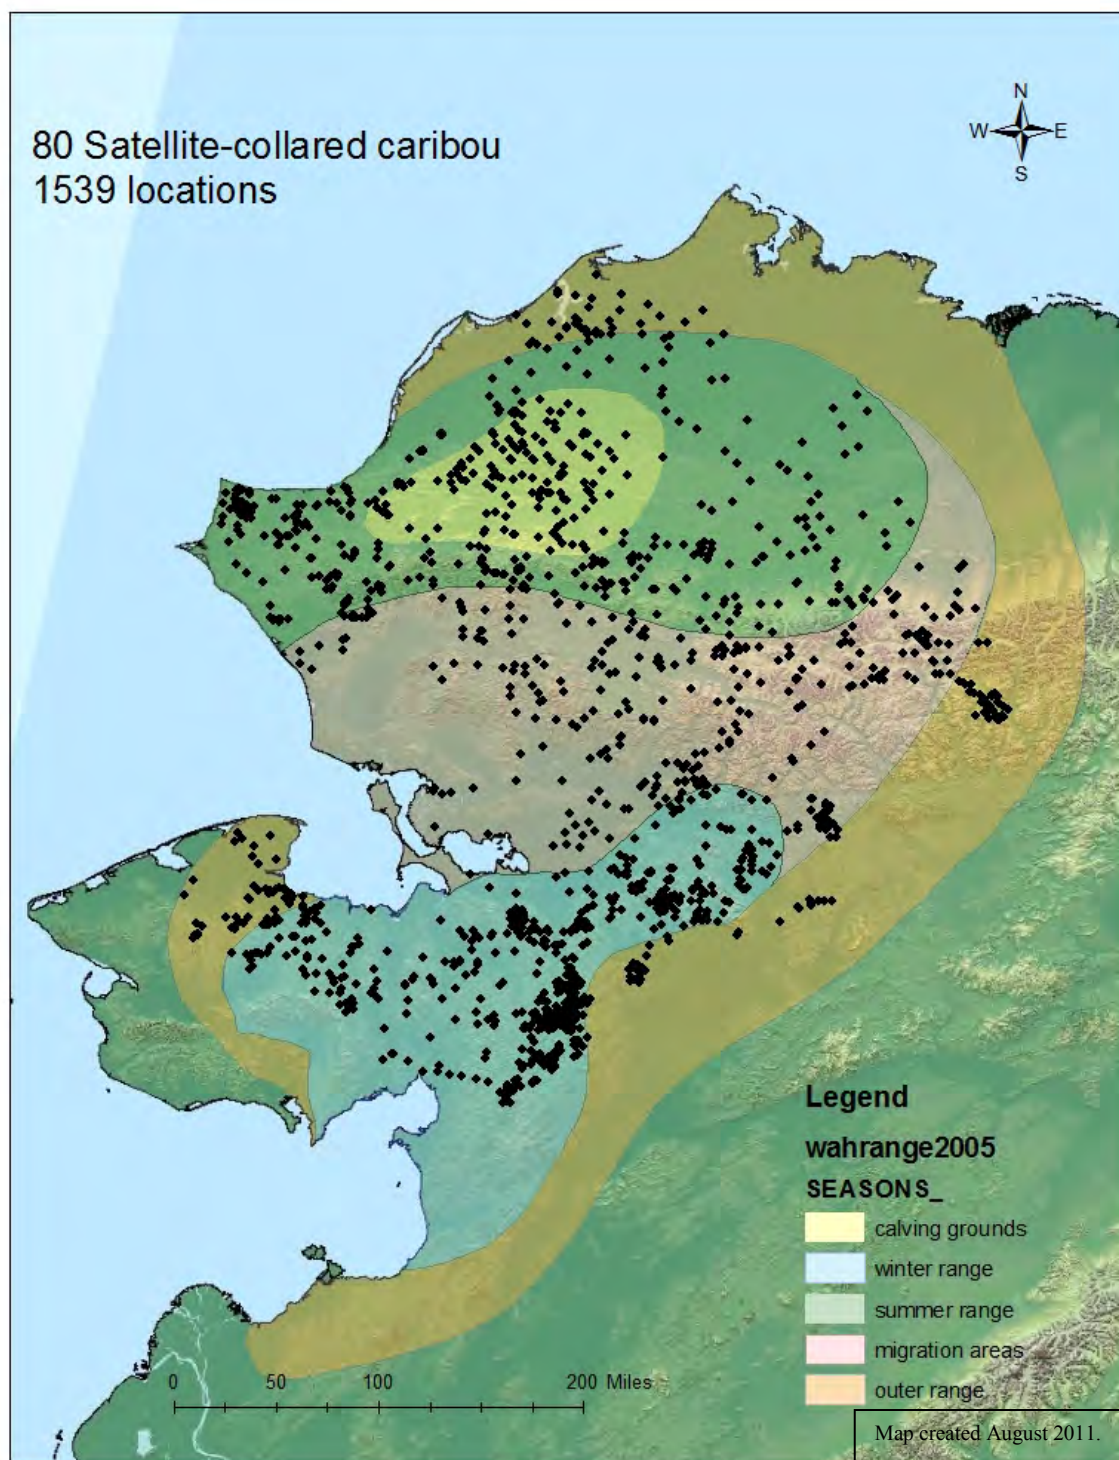 N
W E
S
80 Satellite-collared caribou
1539 locations
Legend
wahrange2005
SEASONS_
calving grounds
winter range
summer range
migration areas
outer range
0 50 100 200 Miles
Map created August 2011.